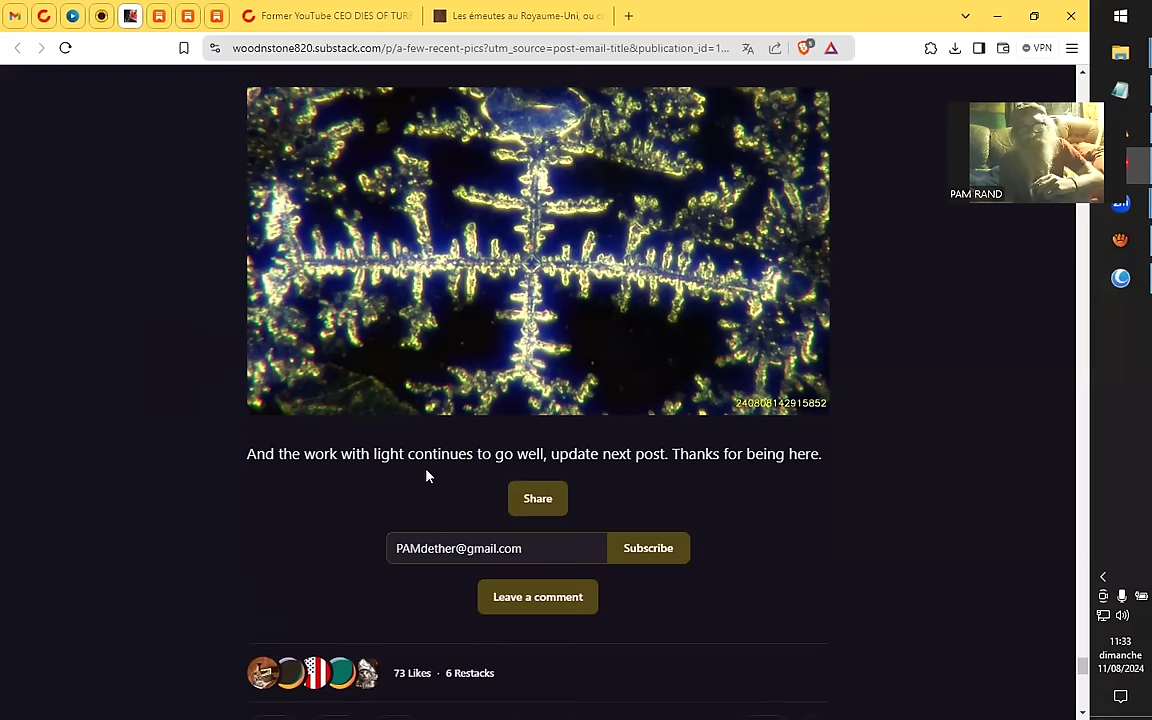 Former YouTube CEO DIES OF TUR
Les émeutes au Royaume-Uni, ou c
woodnstone820.substack.com/p/a-few-recent-pics?utm_source=post-email-title&publication_id=1...
VPN
PAM RAND
240808142915852
And the work with light continues to go well, update next post. Thanks for being here.
Share
PAMdether@gmail.com
Subscribe
Leave a comment
73 Likes · 6 Restacks
11:33
dimanche
11/08/2024